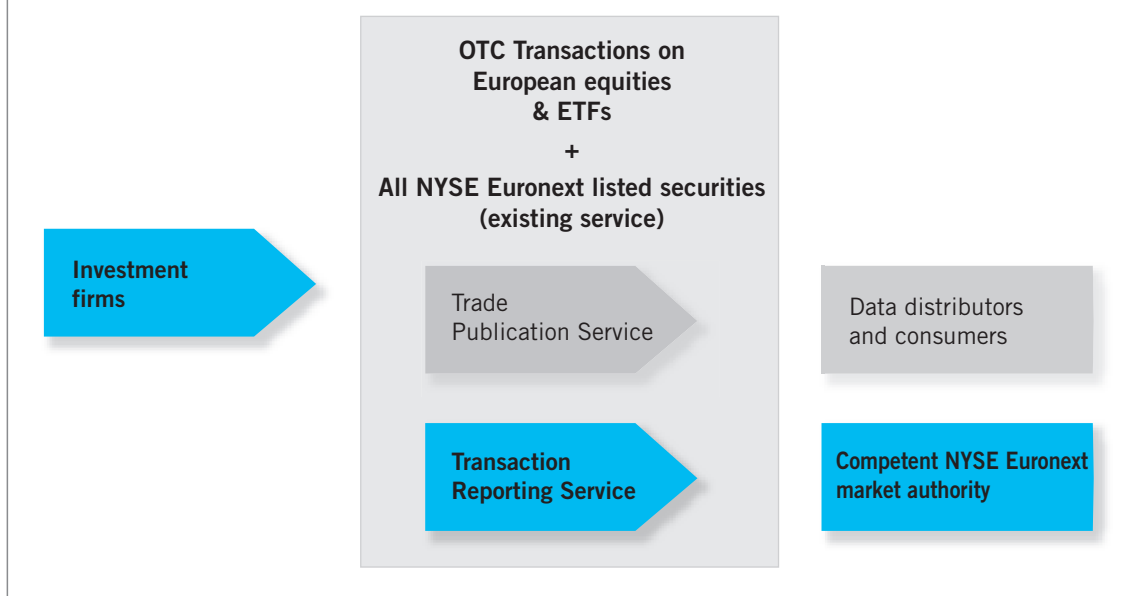 OTC Transactions on
European equities
& ETFs
+
All NYSE Euronext listed securities
(existing service)
Investment
firms
Trade
Publication Service
Data distributors
and consumers
Transaction
Reporting Service
Competent NYSE Euronext
market authority